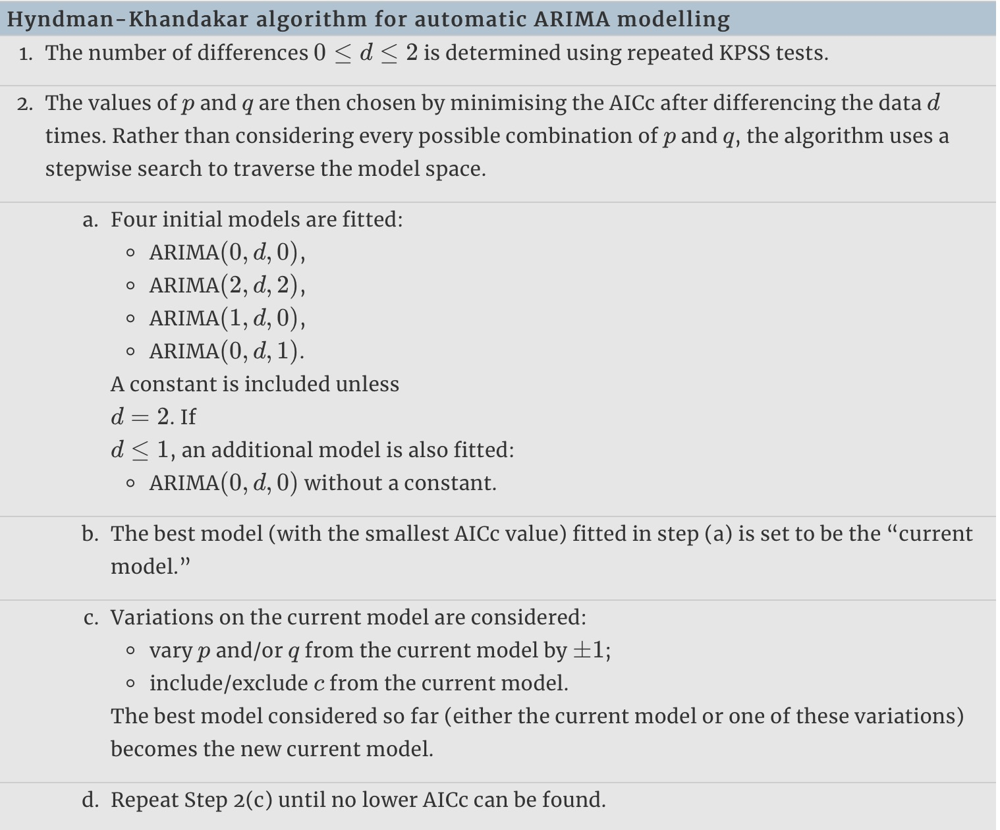 Hyndman-Khandakar algorithm for automatic ARIMA modelling
1. The number of differences 0 ≤ d ≤ 2 is determined using repeated KPSS tests.
2. The values of p and q are then chosen by minimising the AICc after differencing the data d
times. Rather than considering every possible combination of p and q, the algorithm uses a
stepwise search to traverse the model space.
a. Four initial models are fitted:
◦ ARIMA(0, d, 0),
◦ ARIMA(2, d, 2),
◦ ARIMA(1, d, 0),
◦ ARIMA(0, d, 1).
A constant is included unless
d = 2. If
d ≤ 1, an additional model is also fitted:
◦ ARIMA(0, d, 0) without a constant.
b. The best model (with the smallest AICc value) fitted in step (a) is set to be the “current
model.”
c. Variations on the current model are considered:
◦ vary p and/or q from the current model by ±1;
◦ include/exclude c from the current model.
The best model considered so far (either the current model or one of these variations)
becomes the new current model.
d. Repeat Step 2(c) until no lower AICc can be found.